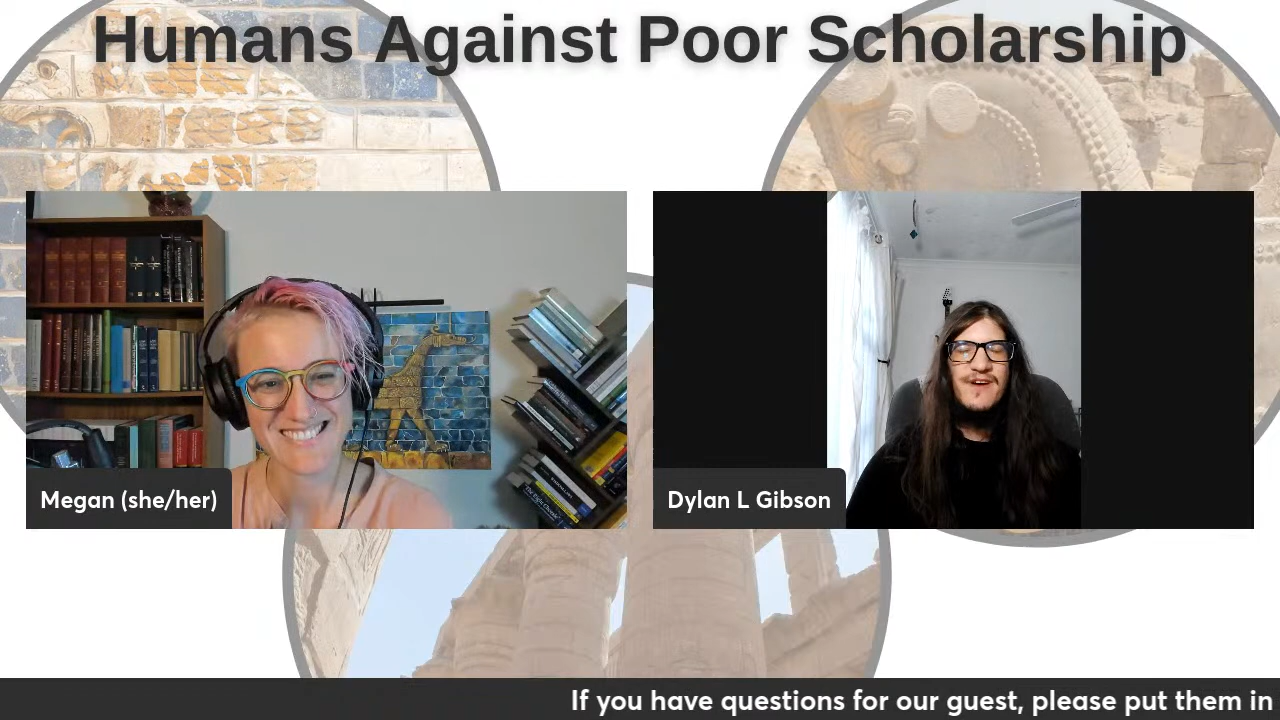 Humans Against Poor Scholarship
Megan (she/her)
Dylan L Gibson
If you have questions for our guest, please put them in